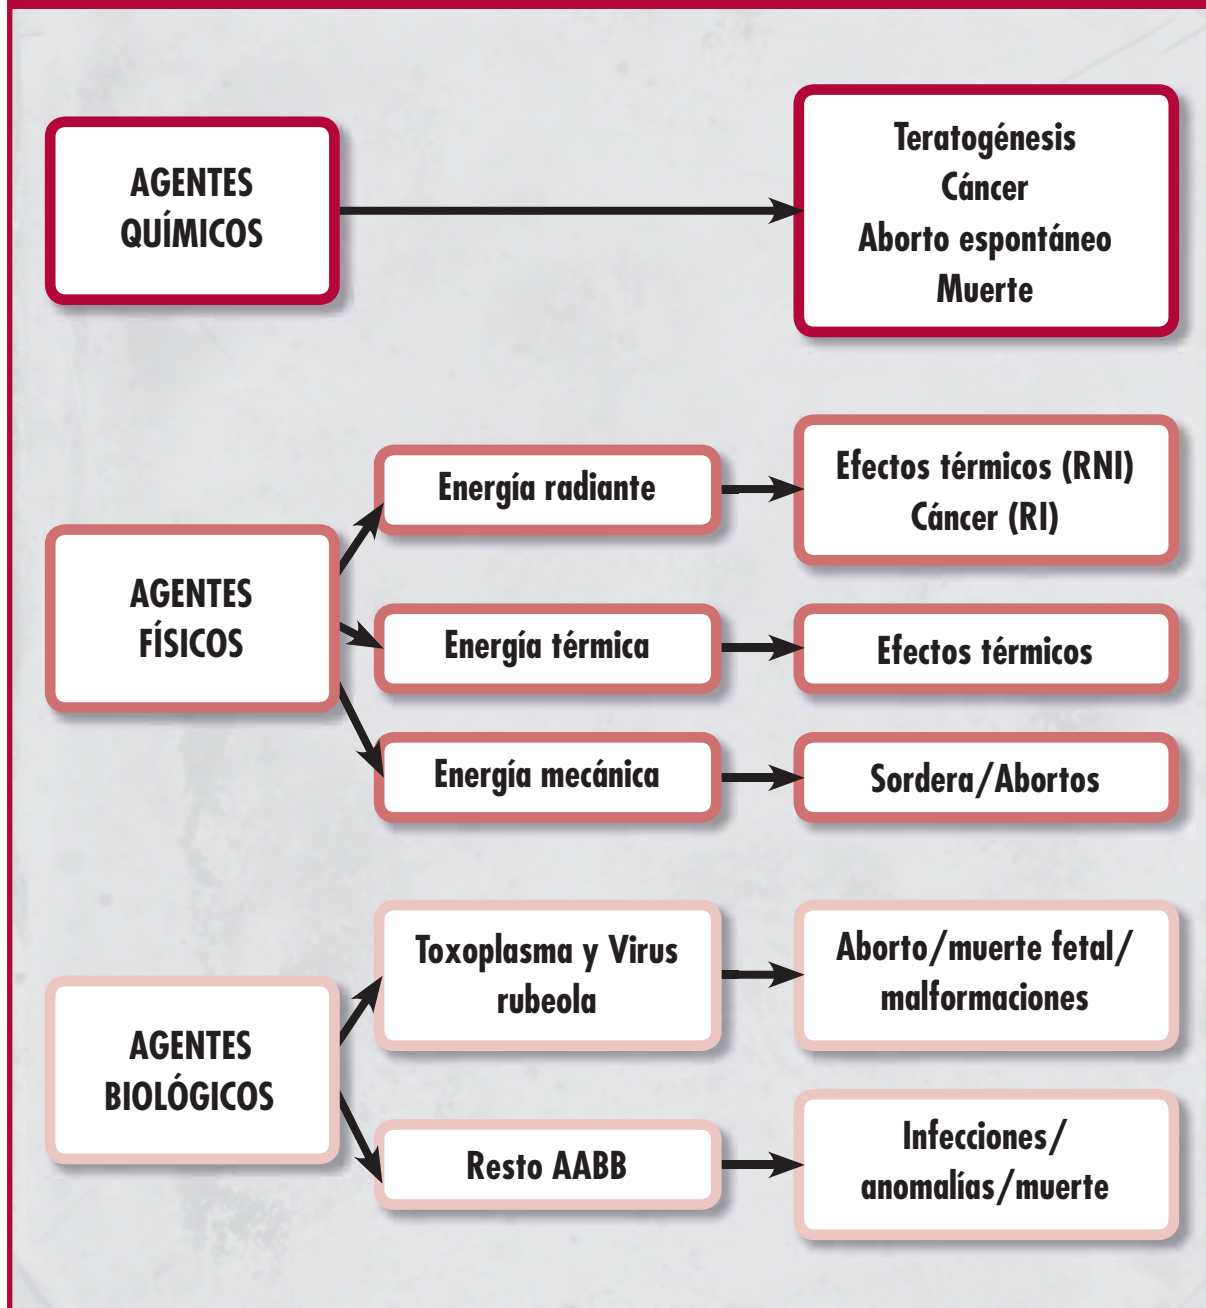 AGENTES
QUÍMICOS
Teratogénesis
Cáncer
Aborto espontáneo
Muerte
AGENTES
FÍSICOS
Energía radiante
Efectos térmicos (RNI)
Cáncer (RI)
Energía térmica
Efectos térmicos
Energía mecánica
Sordera/Abortos
AGENTES
BIOLÓGICOS
Toxoplasma y Virus
rubeola
Aborto/muerte fetal/
malformaciones
Resto AABB
Infecciones/
anomalías/muerte